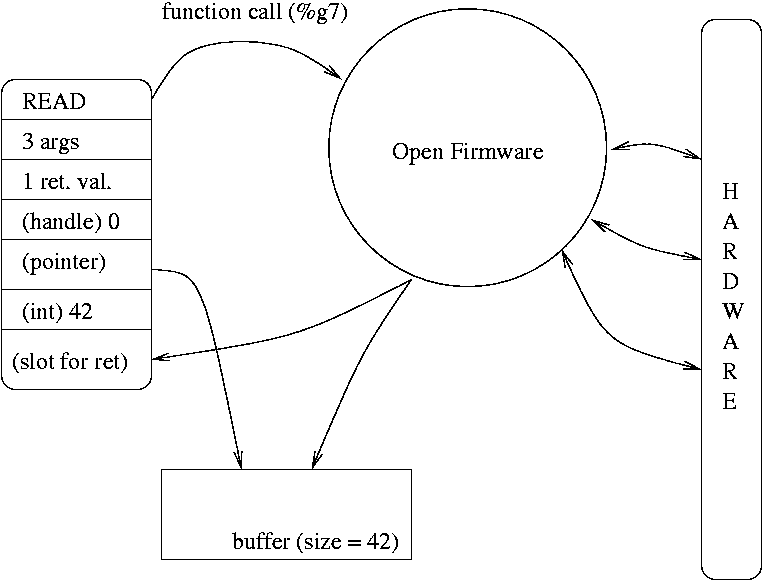 function call (%g7)
READ
3 args
1 ret. val.
(handle) 0
(pointer)
(int) 42
(slot for ret)
Open Firmware
buffer (size = 42)
H
A
R
D
W
A
R
E